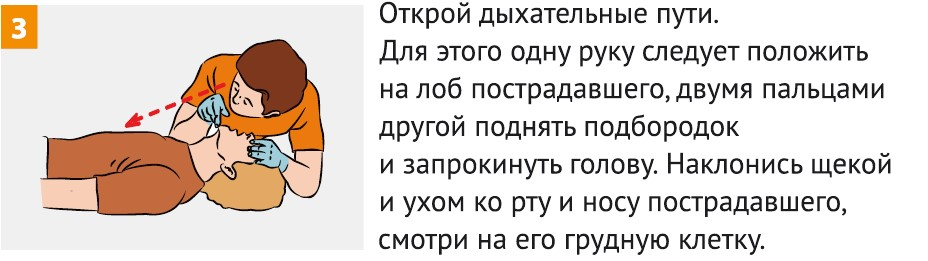 3
Открой дыхательные пути.
Для этого одну руку следует положить
на лоб пострадавшего, двумя пальцами
другой поднять подбородок
и запрокинуть голову. Наклонись щекой
и ухом ко рту и носу пострадавшего,
смотри на его грудную клетку.